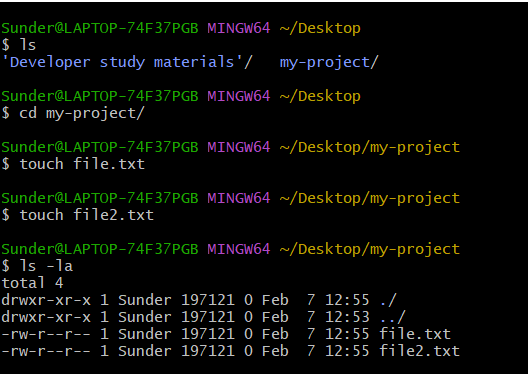 Sunder@LAPTOP-74F37PGB MINGW64 ~/Desktop
$ ls
'Developer study materials'/   my-project/
Sunder@LAPTOP-74F37PGB MINGW64 ~/Desktop
$ cd my-project/
Sunder@LAPTOP-74F37PGB MINGW64 ~/Desktop/my-project
$ touch file.txt
Sunder@LAPTOP-74F37PGB MINGW64 ~/Desktop/my-project
$ touch file2.txt
Sunder@LAPTOP-74F37PGB MINGW64 ~/Desktop/my-project
$ ls -la
total 4
drwxr-xr-x 1 Sunder 197121 0 Feb  7 12:55 ./
drwxr-xr-x 1 Sunder 197121 0 Feb  7 12:53 ../
-rw-r--r-- 1 Sunder 197121 0 Feb  7 12:55 file.txt
-rw-r--r-- 1 Sunder 197121 0 Feb  7 12:55 file2.txt